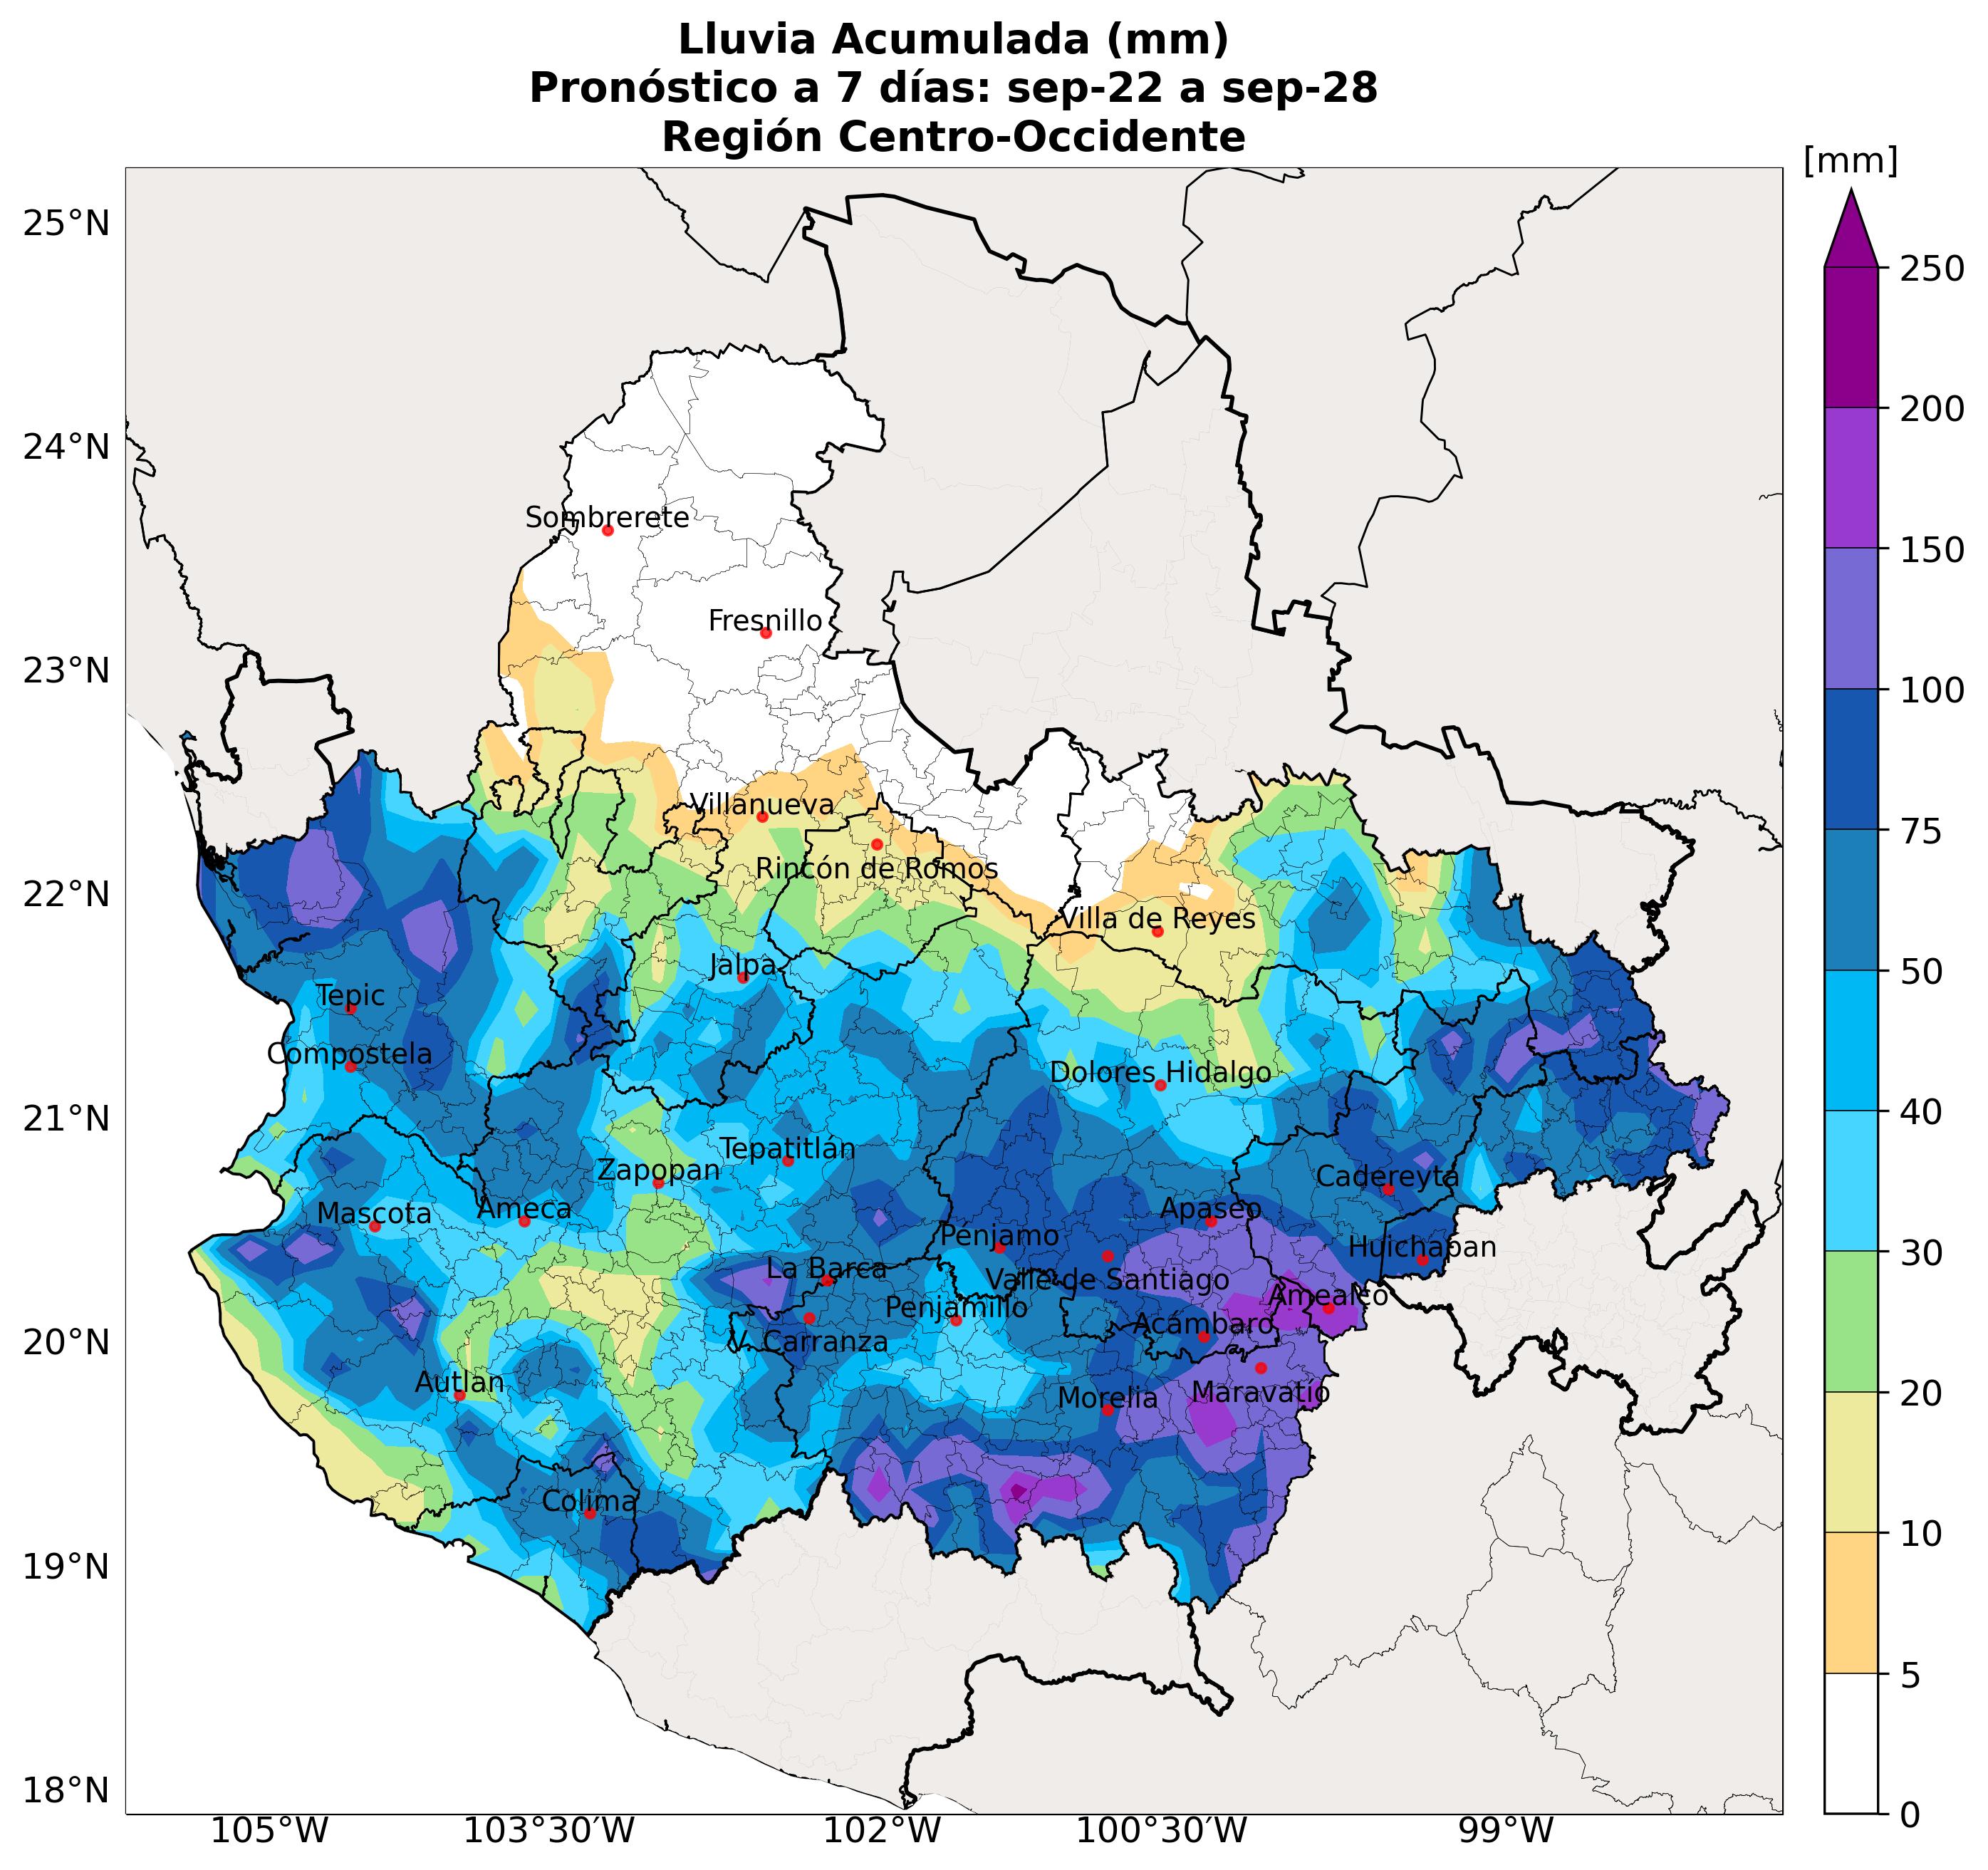 Lluvia Acumulada (mm)
Pronóstico a 7 días: sep-22 a sep-28
Región Centro-Occidente
[mm]
25°N
24°N
23°N
22°N
21°N
20°N
19°N
18°N
250
200
150
100
75
50
40
30
20
10
5
0
Sombrerete
Fresnillo
Villanueva
Rincón de Romos
Villa de Reyes
Jalpa
Tepic
Compostela
Dolores Hidalgo
Tepatitlán
Zapopan
Cadereyta
Mascota
Ameca
Apaseo
Pénjamo
Huichapan
La Barca
Valle de Santiago
Amealco
Penjamillo
Acámbaro
V. Carranza
Autlan
Morelia
Maravatío
Colima
105°W
103°30'W
102°W
100°30'W
99°W